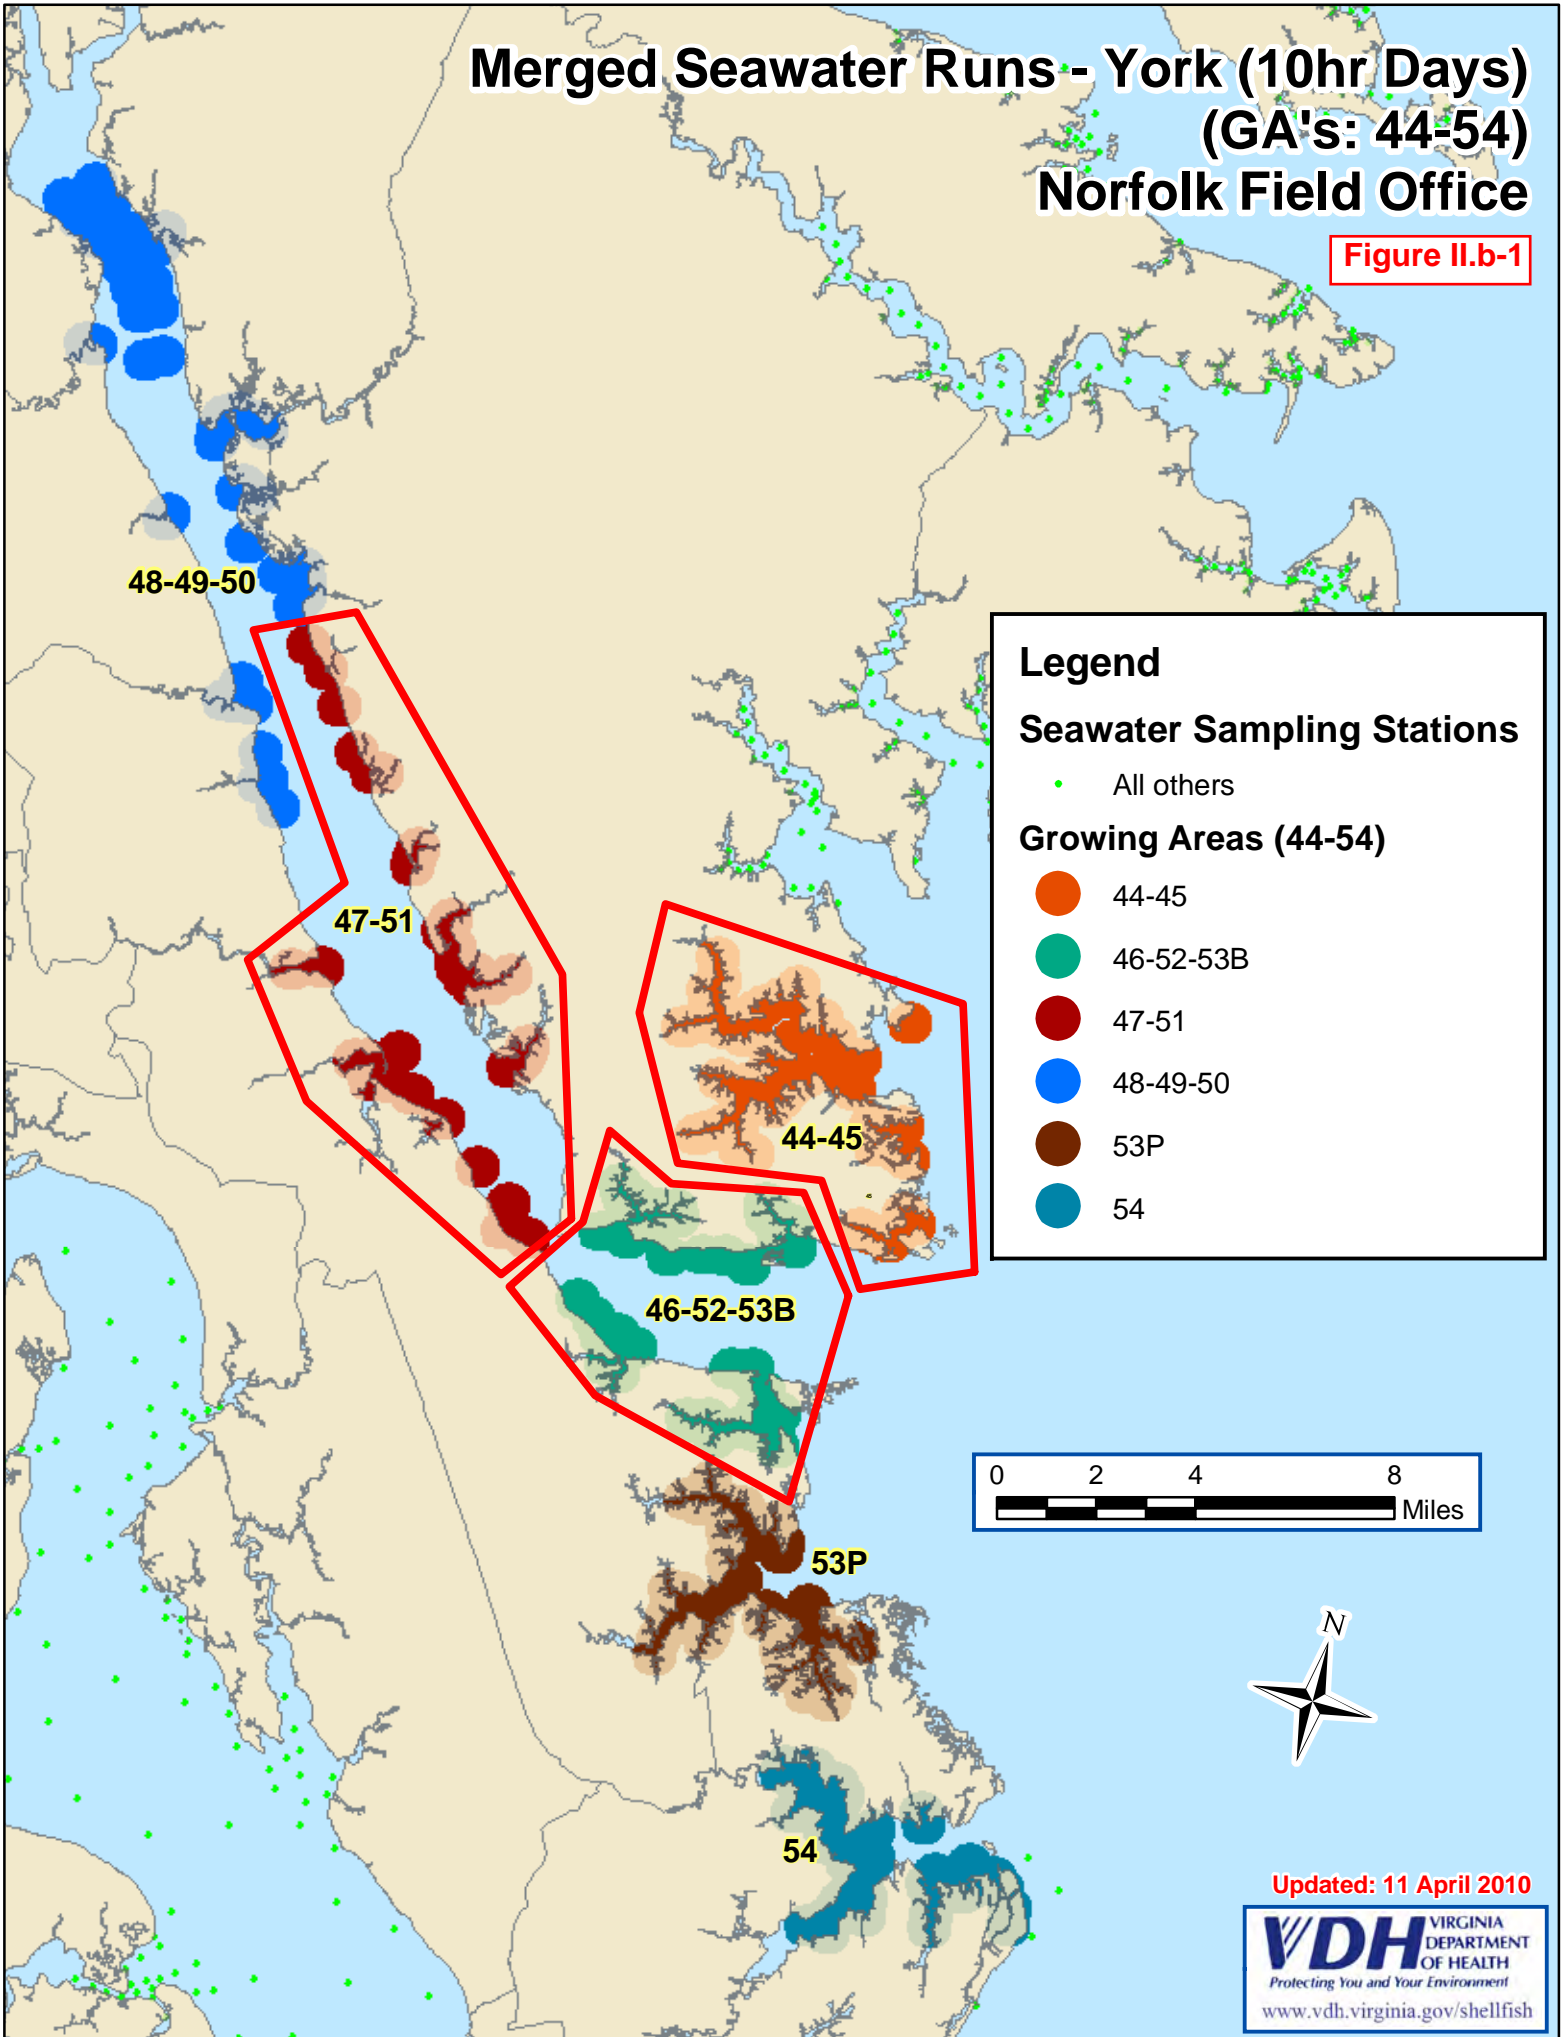 Merged Seawater Runs - York (10hr Days)
(GA's: 44-54)
Norfolk Field Office
Figure II.b-1
48-49-50
47-51
44-45
45
46-52-53B
53P
54
Legend
Seawater Sampling Stations
All others
Growing Areas (44-54)
44-45
46-52-53B
47-51
48-49-50
53P
54
0 2 4 8
Miles
N
Updated: 11 April 2010
VDH VIRGINIA
DEPARTMENT
OF HEALTH
Protecting You and Your Environment
www.vdh.virginia.gov/shellfish